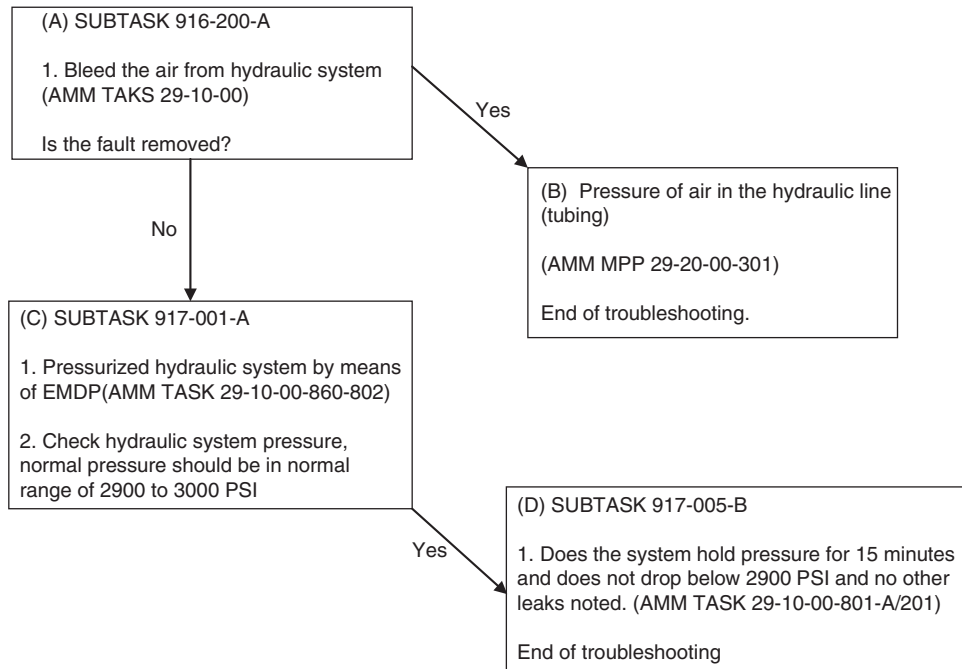 (A) SUBTASK 916-200-A
1. Bleed the air from hydraulic system
(AMM TAKS 29-10-00)
Is the fault removed?
Yes
No
(B) Pressure of air in the hydraulic line
(tubing)
(AMM MPP 29-20-00-301)
End of troubleshooting.
(C) SUBTASK 917-001-A
1. Pressurized hydraulic system by means
of EMDP(AMM TASK 29-10-00-860-802)
2. Check hydraulic system pressure,
normal pressure should be in normal
range of 2900 to 3000 PSI
Yes
(D) SUBTASK 917-005-B
1. Does the system hold pressure for 15 minutes
and does not drop below 2900 PSI and no other
leaks noted. (AMM TASK 29-10-00-801-A/201)
End of troubleshooting